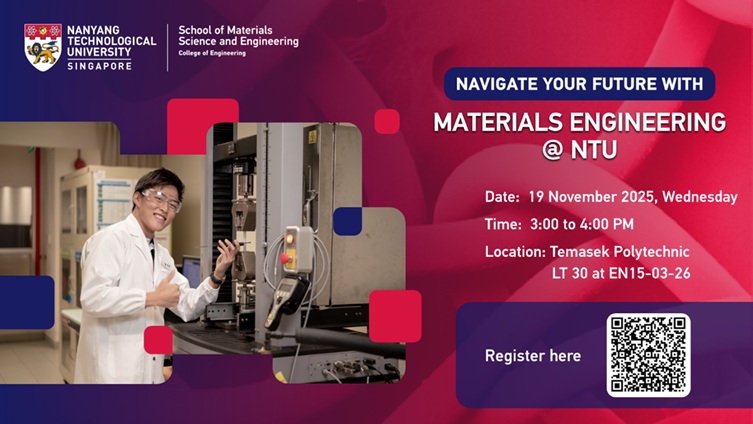 NANYANG
TECHNOLOGICAL
UNIVERSITY
SINGAPORE
School of Materials
Science and Engineering
College of Engineering
NAVIGATE YOUR FUTURE WITH
MATERIALS ENGINEERING
@ NTU
Date: 19 November 2025, Wednesday
Time: 3:00 to 4:00 PM
Location: Temasek Polytechnic
LT 30 at EN15-03-26
Register here